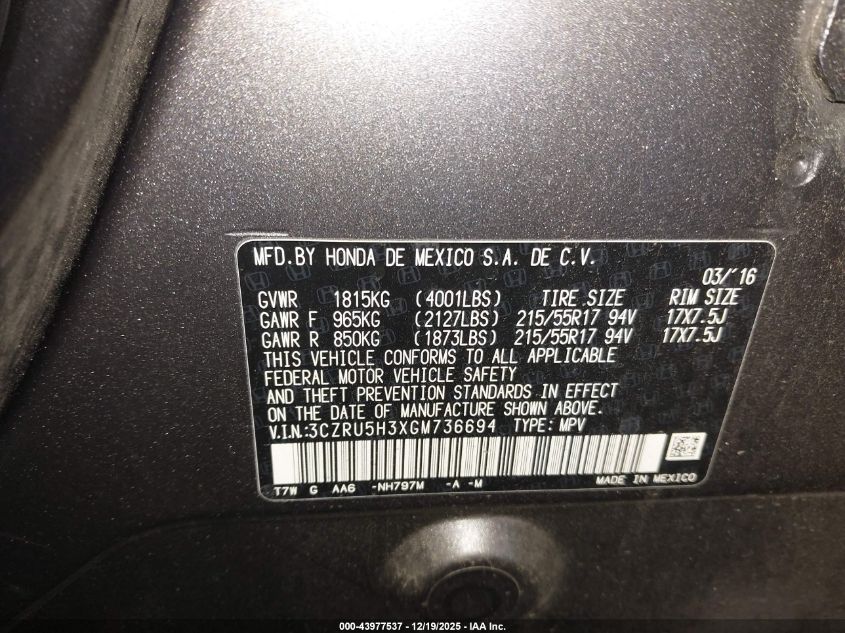 MFD.BY HONDA DE MEXICO S.A. DE C.V.
03/'16
GVWR 1815KG (4001LBS) TIRE SIZE RIM SIZE
GAWR F 965KG (2127LBS) 215/55R17 94V 17X7.5J
GAWR R 850KG (1873LBS) 215/55R17 94V 17X7.5J
THIS VEHICLE CONFORMS TO ALL APPLICABLE
FEDERAL MOTOR VEHICLE SAFETY
AND THEFT PREVENTION STANDARDS IN EFFECT
ON THE DATE OF MANUFACTURE SHOWN ABOVE.
V.I.N:3CZRU5H3XGM736694 TYPE: MPV
T7W G AA6 -NH797M -A -M MADE IN MEXICO
000-43977537 - 12/19/2025 - IAA Inc.